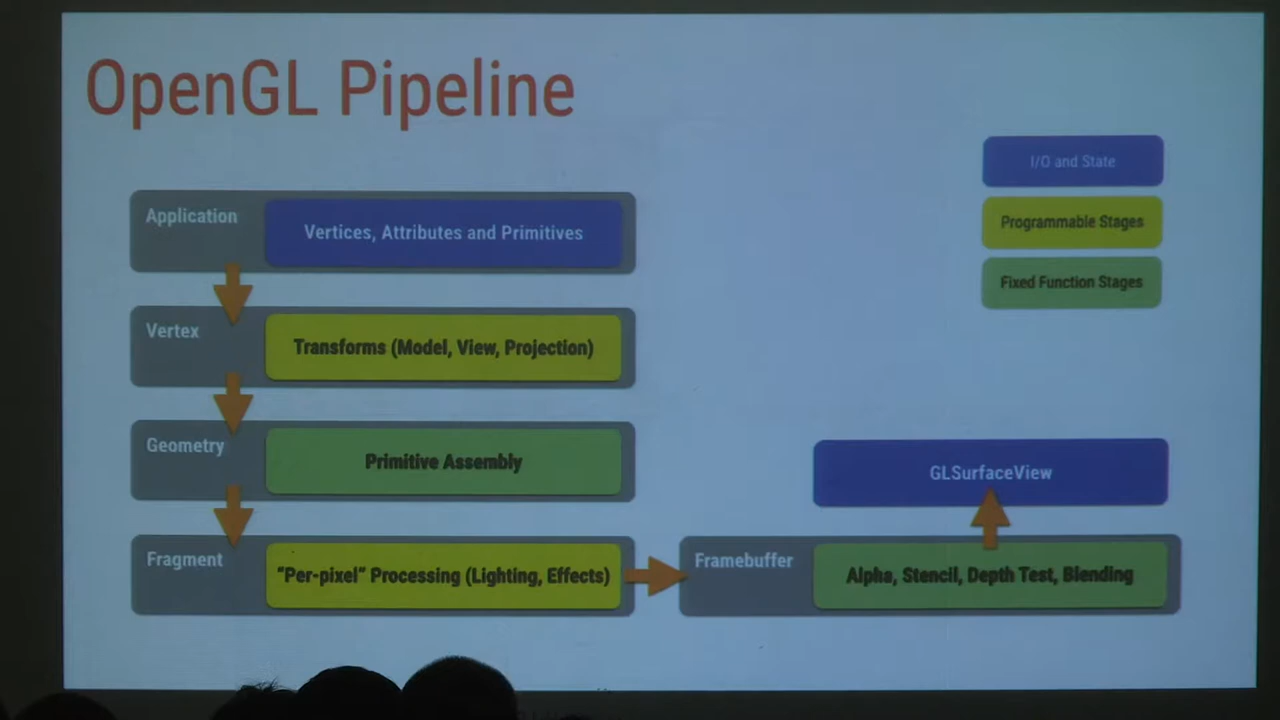 OpenGL Pipeline
I/O and State
Programmable Stages
Fixed Function Stages
Application
Vertices, Attributes and Primitives
Vertex
Transforms (Model, View, Projection)
Geometry
Primitive Assembly
Fragment
“Per-pixel” Processing (Lighting, Effects)
Framebuffer
Alpha, Stencil, Depth Test, Blending
GLSurfaceView